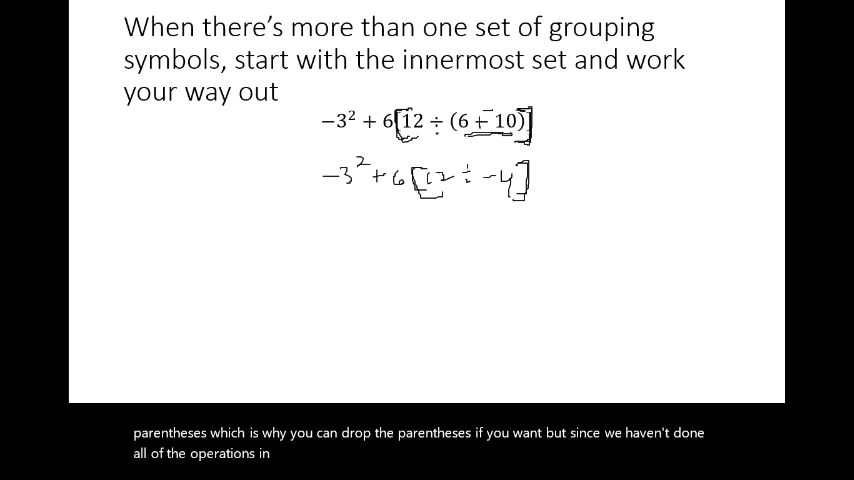 When there's more than one set of grouping
symbols, start with the innermost set and work
your way out
−3² + 6[12 ÷ (6 + ‾10)]
−3² + 6[12 ÷ −4]
parentheses which is why you can drop the parentheses if you want but since we haven't done
all of the operations in